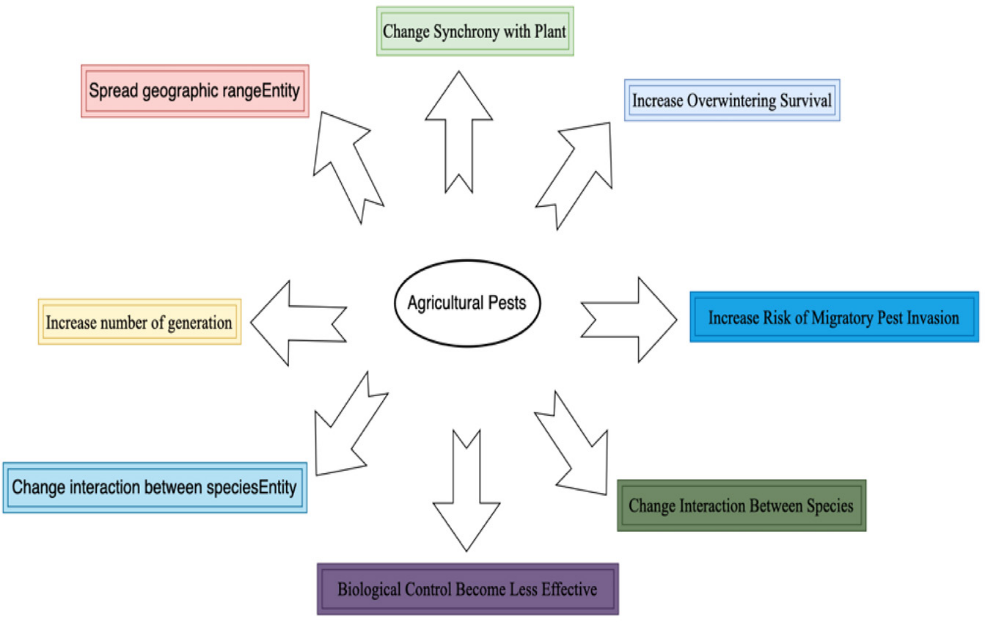 Change Synchrony with Plant
Spread geographic rangeEntity
Increase Overwintering Survival
Agricultural Pests
Increase number of generation
Increase Risk of Migratory Pest Invasion
Change interaction between speciesEntity
Change Interaction Between Species
Biological Control Become Less Effective